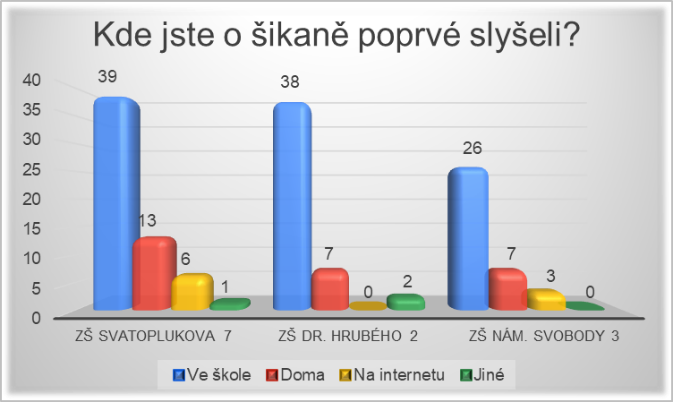 Kde jste o šikaně poprvé slyšeli?
40
35
30
25
20
15
10
5
0
39
13
6
1
38
7
0
2
26
7
3
0
ZŠ SVATOPLUKOVA 7
ZŠ DR. HRUBÉHO 2
ZŠ NÁM. SVOBODY 3
Ve škole
Doma
Na internetu
Jiné